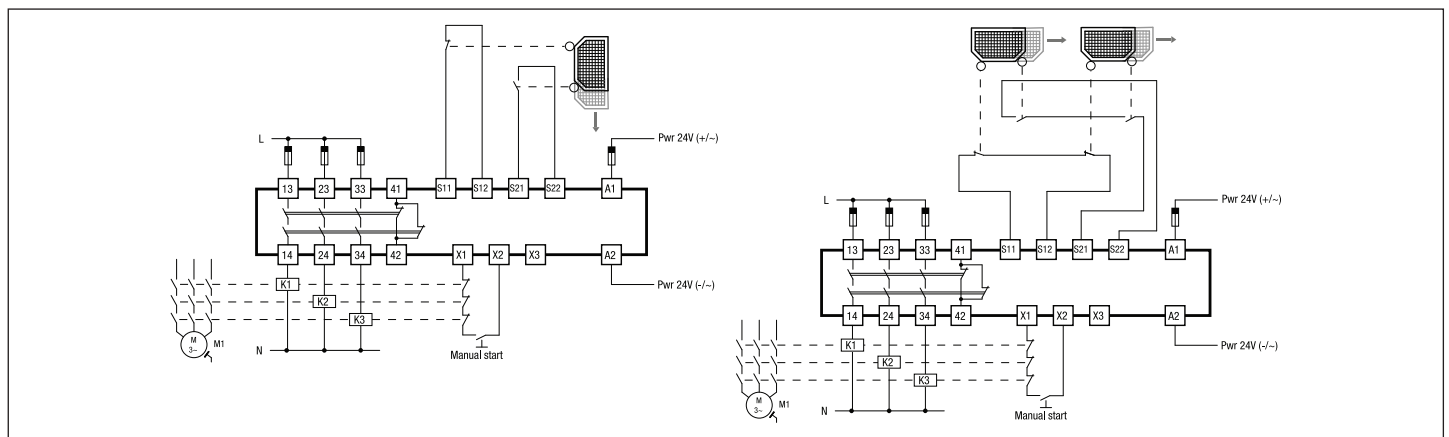 Pwr 24V (+/~)
L
13 23 33 41 S11 S12 S21 S22 A1
14 24 34 42 X1 X2 X3 A2
K1
K2
K3
Pwr 24V (-/~)
M
3~
M1
N
Manual start
Pwr 24V (+/~)
L
13 23 33 41 S11 S12 S21 S22 A1
14 24 34 42 X1 X2 X3 A2
K1
K2
K3
Pwr 24V (-/~)
M
3~
M1
N
Manual start